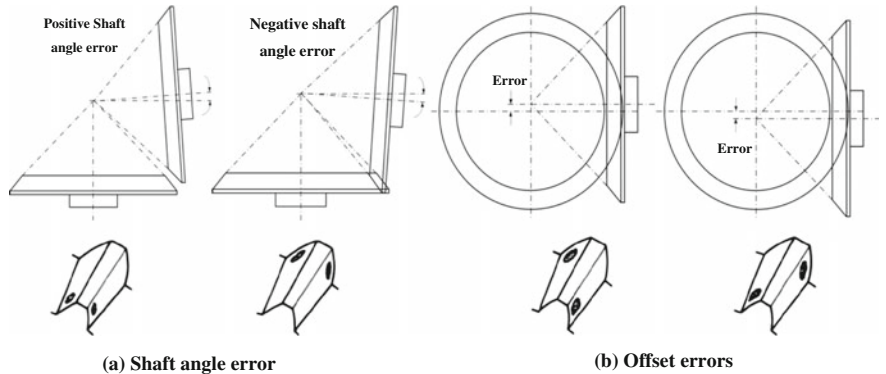 Positive Shaft
angle error
Negative shaft
angle error
Error
Error
(a) Shaft angle error
(b) Offset errors